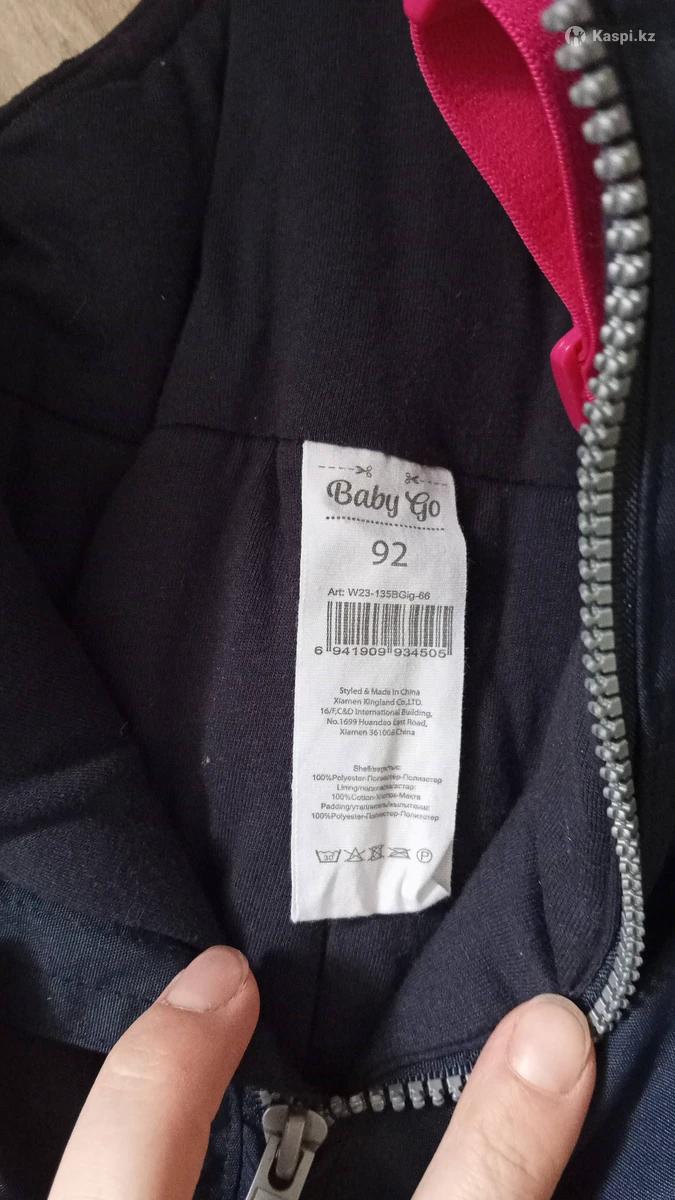 Kaspi.kz
Baby Go
92
Art: W23-135BGig-66
6 941909 934505
Styled & Made In China
Xiamen Kingland Co,LTD.
16/F,C&D International Building,
No.1699 Huandao East Road,
Xiamen 361008 China
100%Polyester-Полиэстер-Полиэстер
100%Cotton-Хлопок-Мақта
100%Polyester-Полиэстер-Полиэстер
30
P